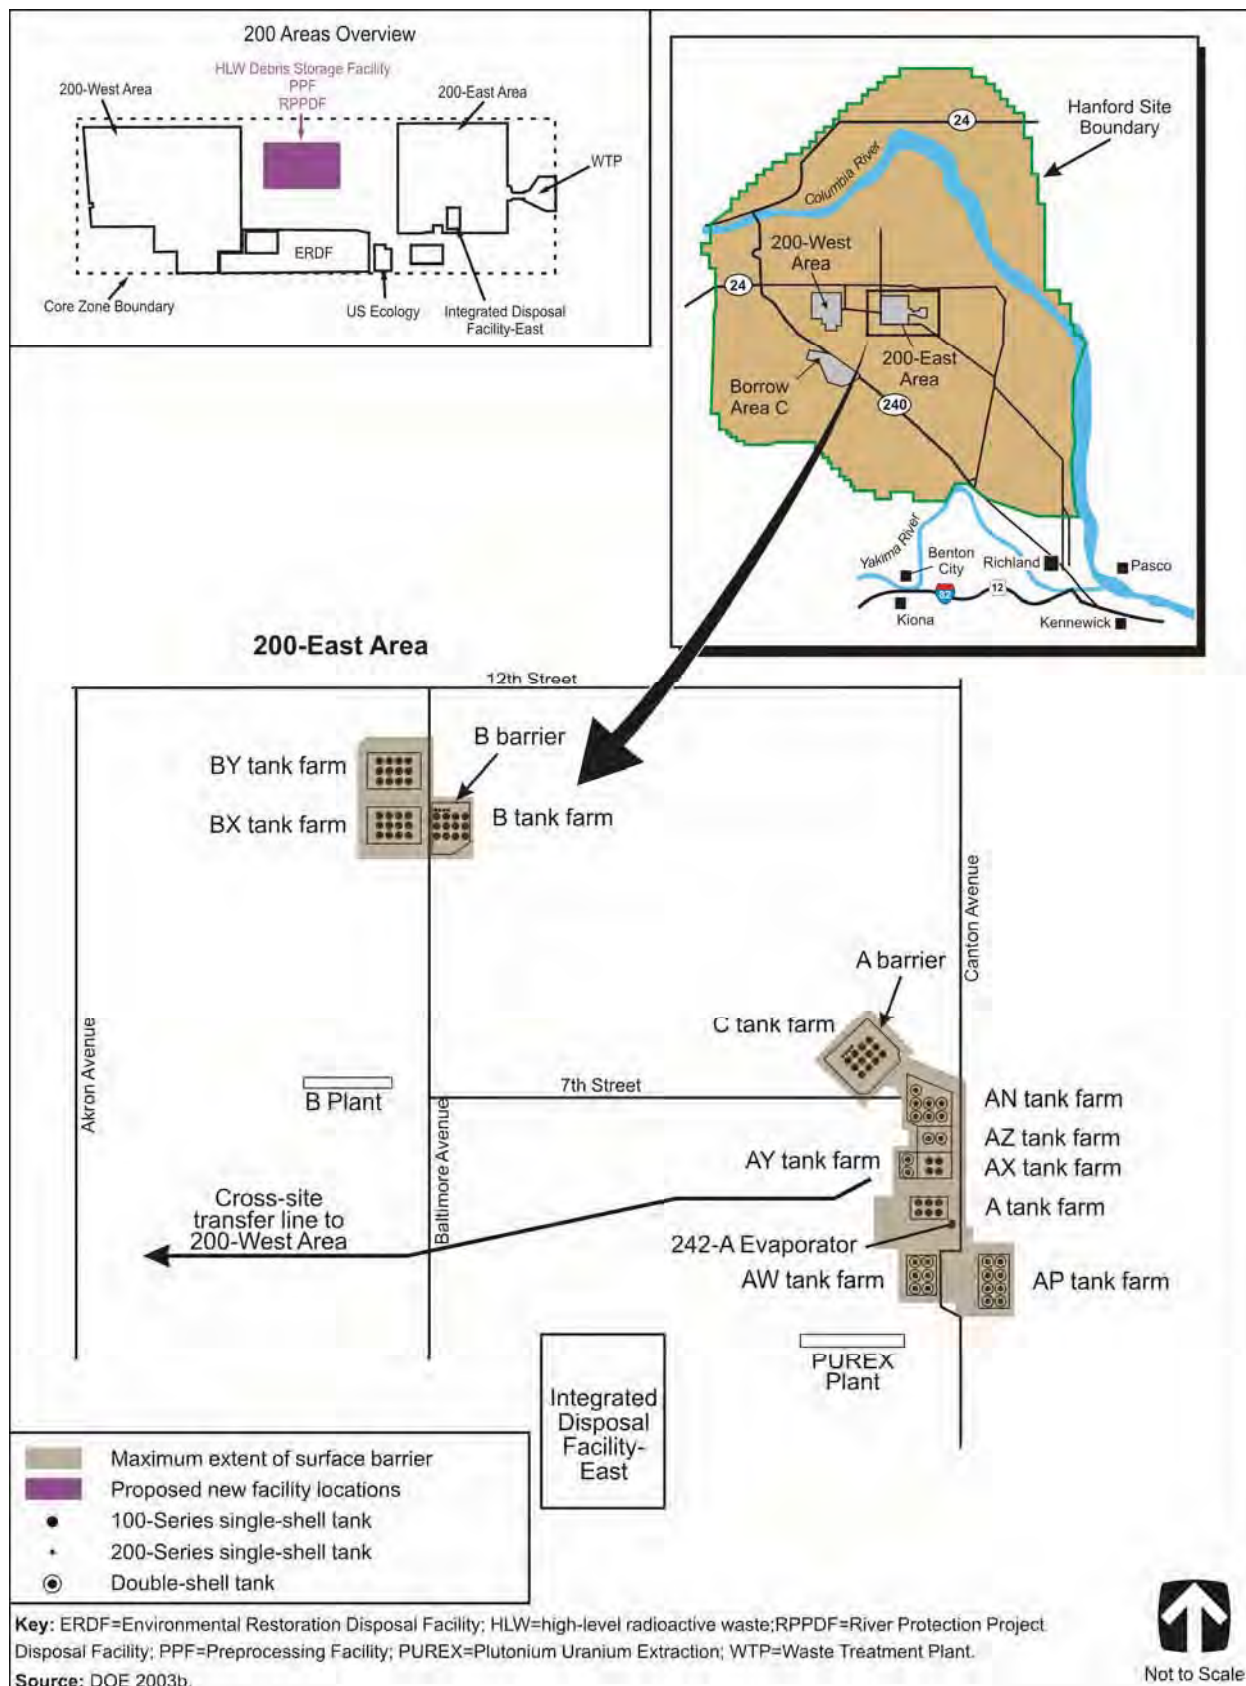 200 Areas Overview
HLW Debris Storage Facility
PPF
RPPDF
200-West Area
200-East Area
WTP
ERDF
Core Zone Boundary
US Ecology
Integrated Disposal
Facility-East
Hanford Site
Boundary
24
Columbia River
200-West
Area
24
200-East
Area
Borrow
Area C
240
Yakima River
Benton
City
Richland
Pasco
82
12
Kiona
Kennewick
200-East Area
12th Street
B barrier
BY tank farm
BX tank farm
B tank farm
Canton Avenue
A barrier
C tank farm
Akron Avenue
7th Street
B Plant
Baltimore Avenue
AN tank farm
AZ tank farm
AY tank farm
AX tank farm
A tank farm
Cross-site
transfer line to
200-West Area
242-A Evaporator
AW tank farm
AP tank farm
PUREX
Plant
Integrated
Disposal
Facility-
East
Maximum extent of surface barrier
Proposed new facility locations
100-Series single-shell tank
200-Series single-shell tank
Double-shell tank
Key: ERDF=Environmental Restoration Disposal Facility; HLW=high-level radioactive waste;RPPDF=River Protection Project
Disposal Facility; PPF=Preprocessing Facility; PUREX=Plutonium Uranium Extraction; WTP=Waste Treatment Plant.
Source: DOE 2003b.
Not to Scale